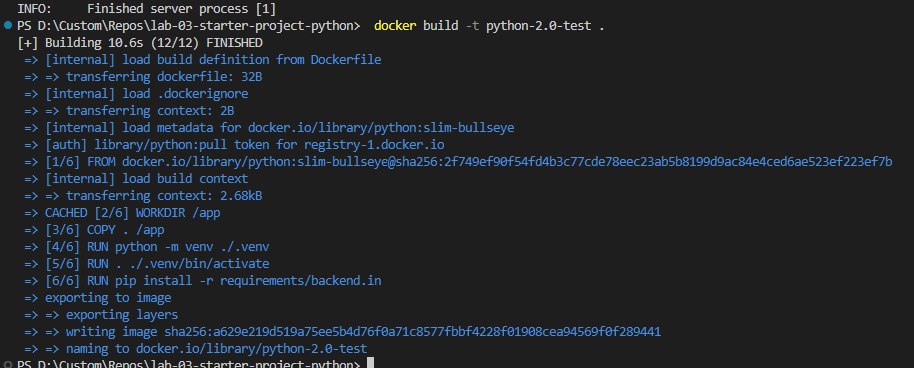 INFO:     Finished server process [1]
PS D:\Custom\Repos\lab-03-starter-project-python>  docker build -t python-2.0-test .
[+] Building 10.6s (12/12) FINISHED
 => [internal] load build definition from Dockerfile
 => => transferring dockerfile: 32B
 => [internal] load .dockerignore
 => => transferring context: 2B
 => [internal] load metadata for docker.io/library/python:slim-bullseye
 => [auth] library/python:pull token for registry-1.docker.io
 => [1/6] FROM docker.io/library/python:slim-bullseye@sha256:2f749ef90f54fd4b3c77cde78eec23ab5b8199d9ac84e4ced6ae523ef223ef7b
 => [internal] load build context
 => => transferring context: 2.68kB
 => CACHED [2/6] WORKDIR /app
 => [3/6] COPY . /app
 => [4/6] RUN python -m venv ./.venv
 => [5/6] RUN . ./.venv/bin/activate
 => [6/6] RUN pip install -r requirements/backend.in
 => exporting to image
 => => exporting layers
 => => writing image sha256:a629e219d519a75ee5b4d76f0a71c8577fbbf4228f01908cea94569f0f289441
 => => naming to docker.io/library/python-2.0-test
PS D:\Custom\Repos\lab-03-starter-project-python>